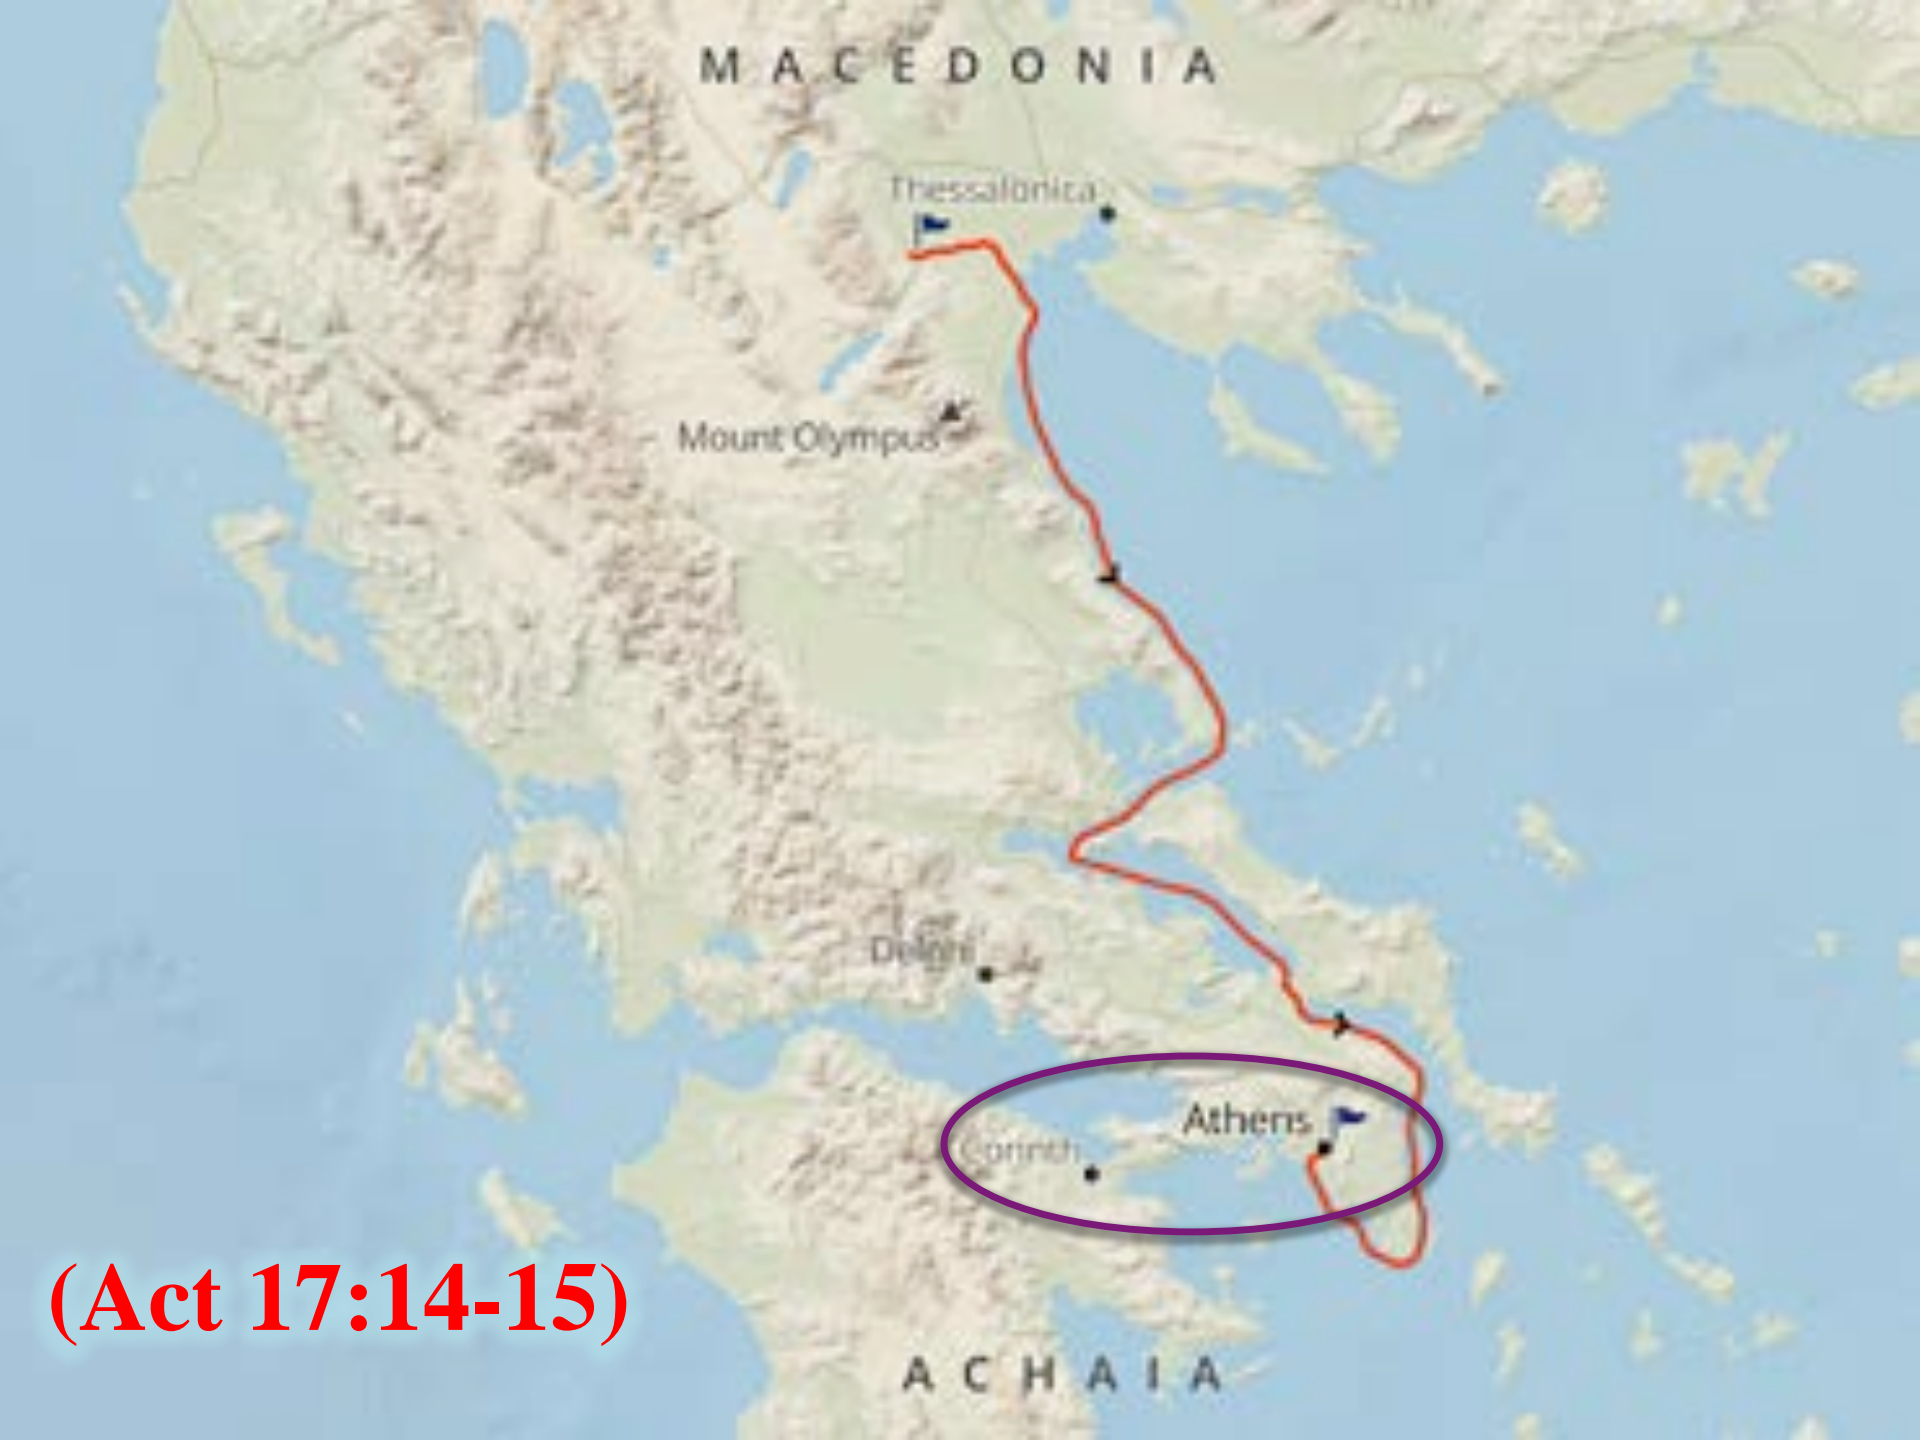 MACEDONIA
Thessalonica
Mount Olympus
Delphi
Athens
Corinth
(Act 17:14-15)
ACHAIA